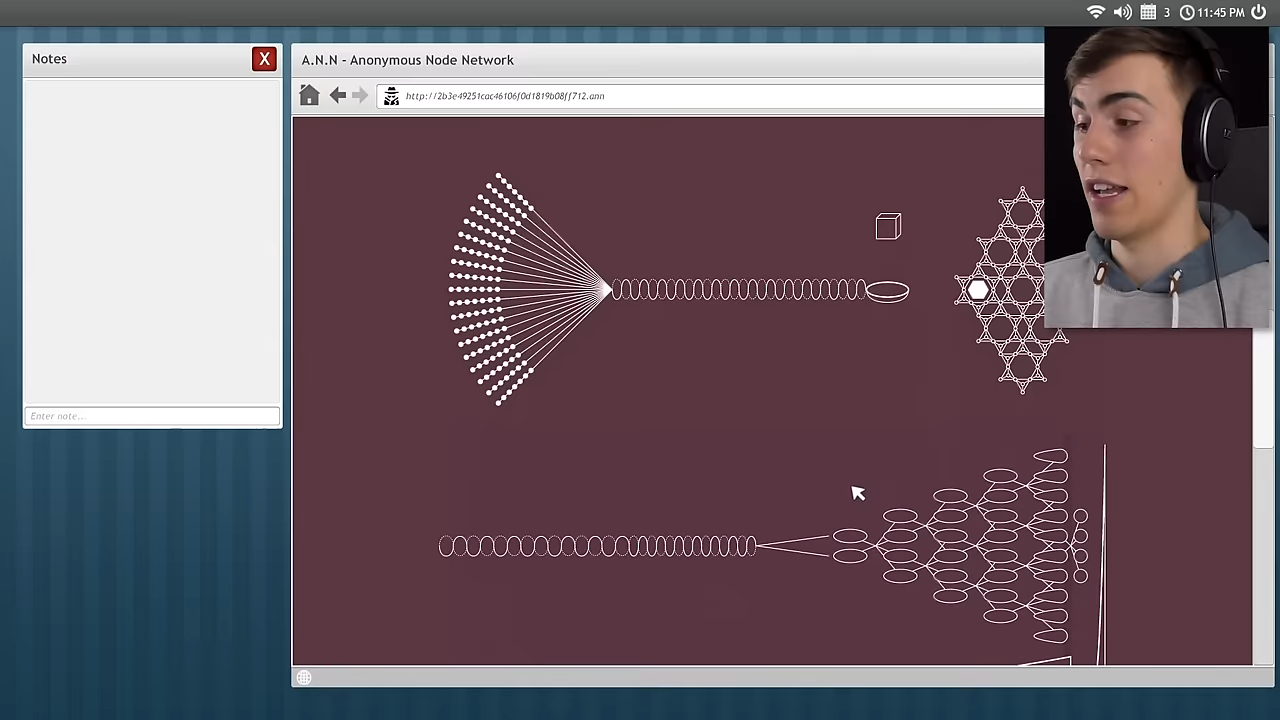 3
11:45 PM
Notes
X
A.N.N - Anonymous Node Network
http://2b3e49251cac46106f0d1819b08ff712.ann
Enter note...